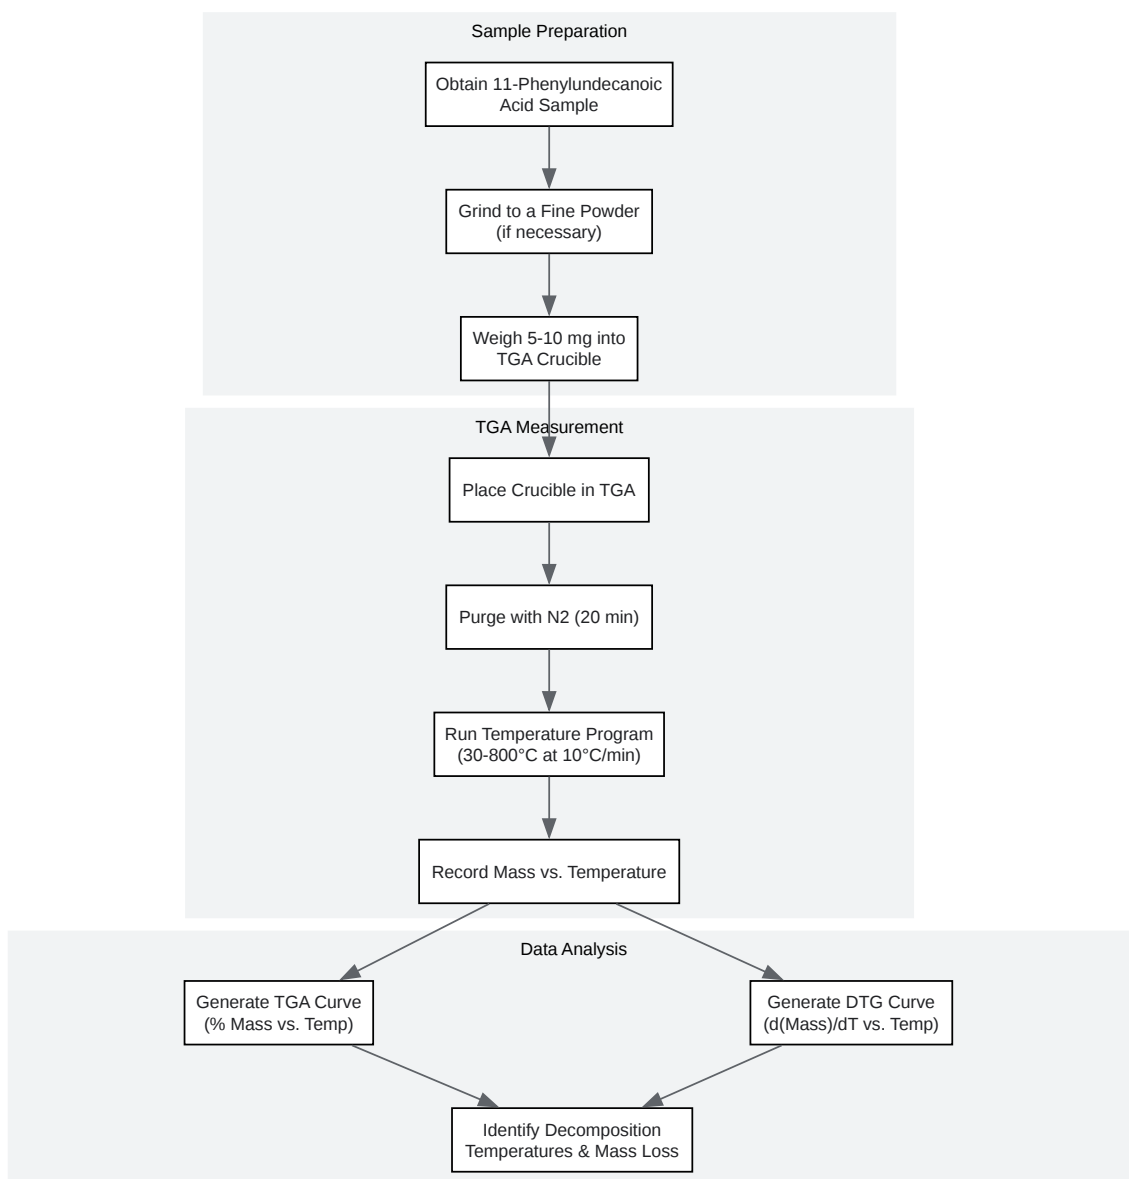 Sample Preparation
Obtain 11-Phenylundecanoic
Acid Sample
Grind to a Fine Powder
(if necessary)
Weigh 5-10 mg into
TGA Crucible
TGA Measurement
Place Crucible in TGA
Purge with N2 (20 min)
Run Temperature Program
(30-800°C at 10°C/min)
Record Mass vs. Temperature
Data Analysis
Generate TGA Curve
(% Mass vs. Temp)
Generate DTG Curve
(d(Mass)/dT vs. Temp)
Identify Decomposition
Temperatures & Mass Loss